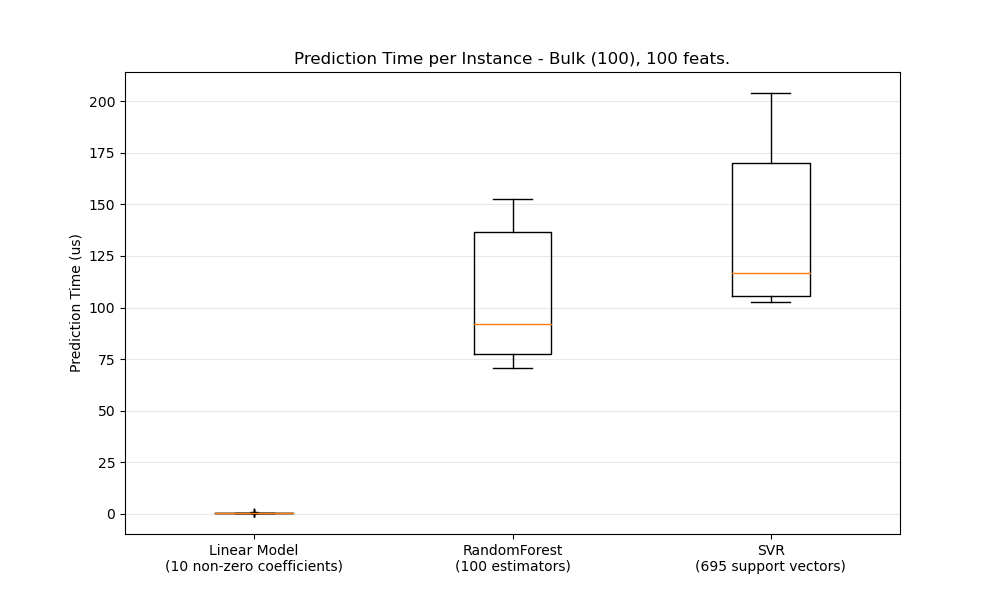 Prediction Time per Instance - Bulk (100), 100 feats.
Prediction Time (us)
200
175
150
125
100
75
50
25
0
Linear Model
(10 non-zero coefficients)
RandomForest
(100 estimators)
SVR
(695 support vectors)